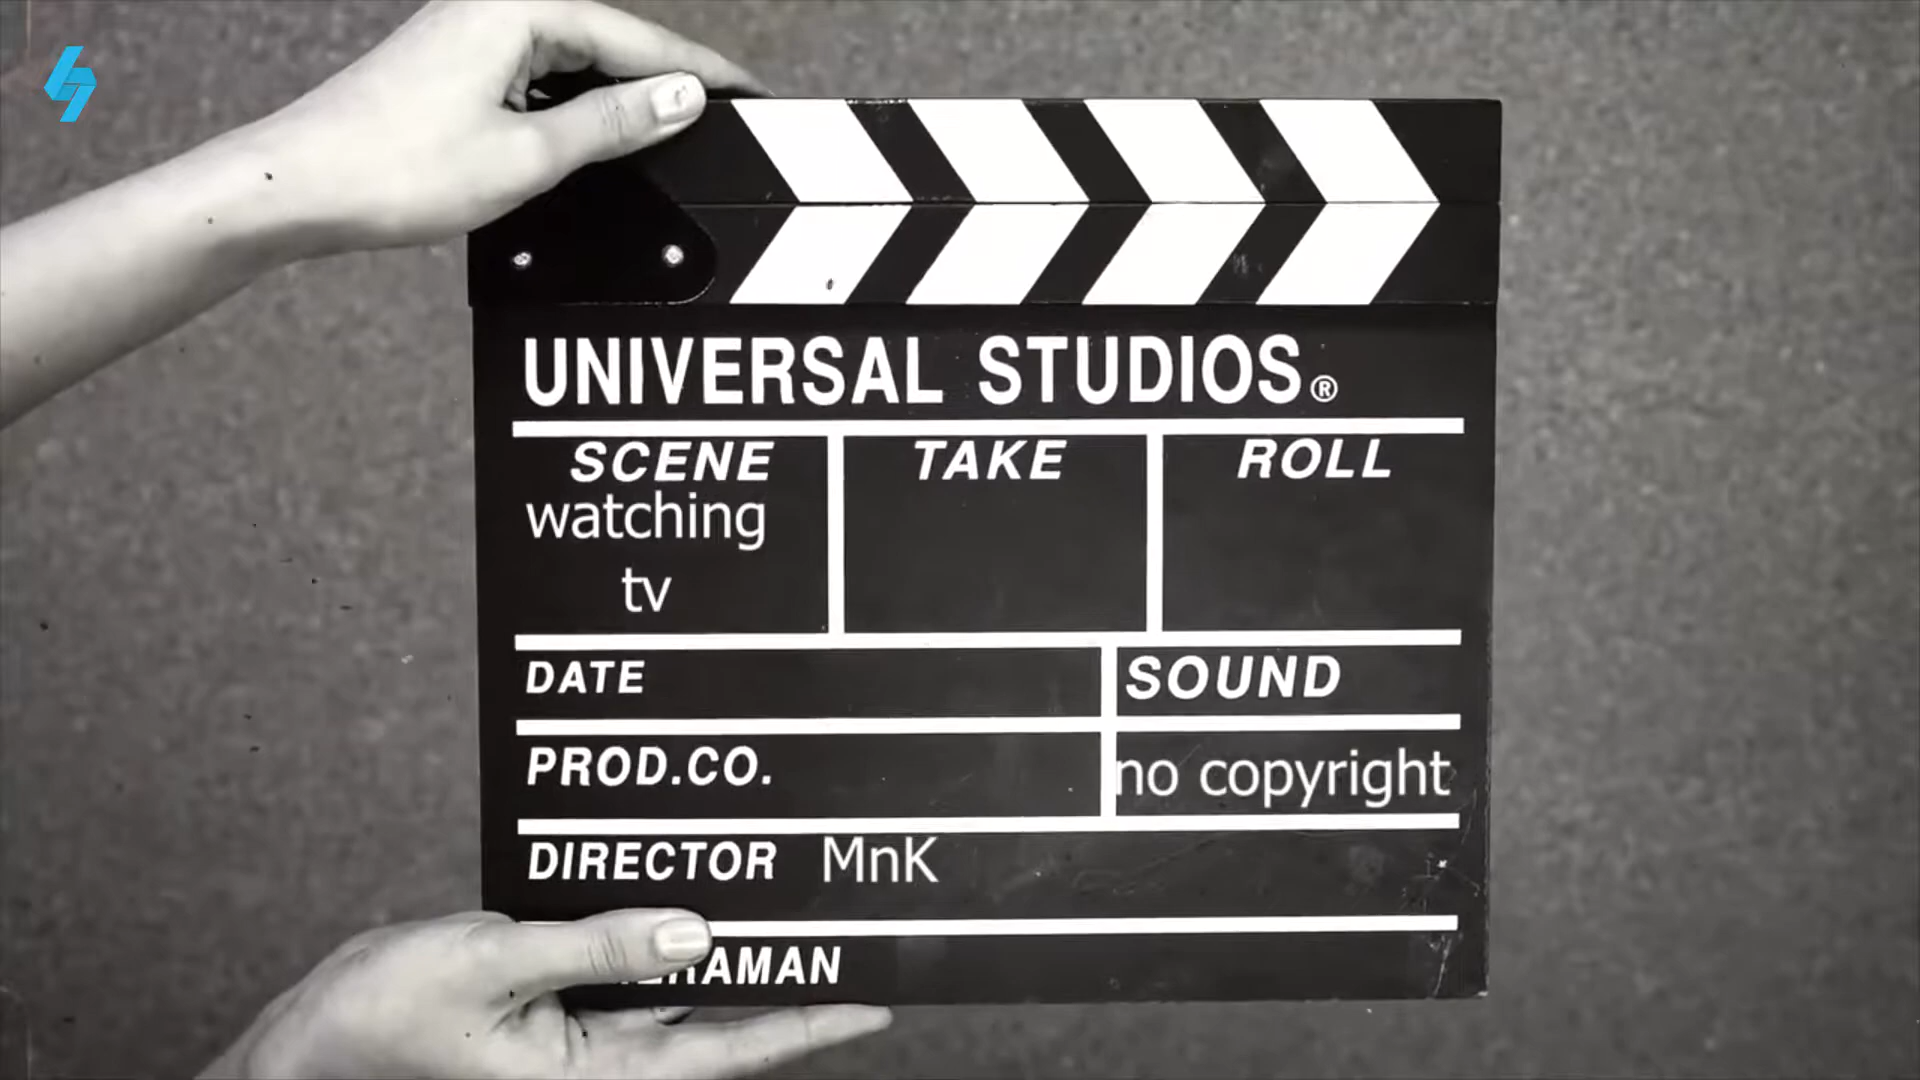 UNIVERSAL STUDIOS®
SCENE TAKE ROLL
watching
tv
DATE SOUND
PROD.CO. no copyright
DIRECTOR MnK